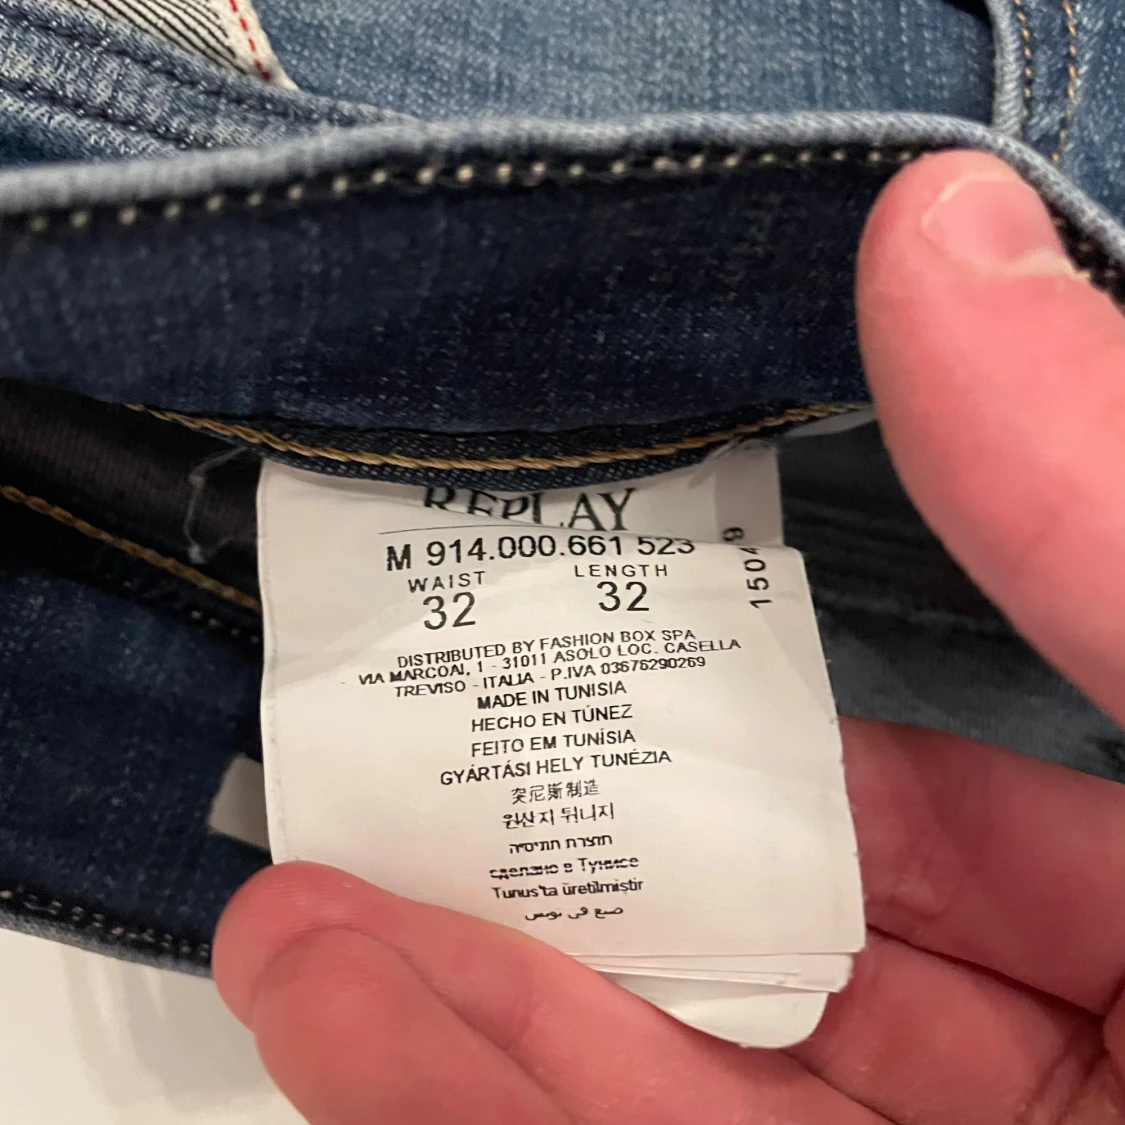 REPLAY
M 914.000.661 523
WAIST LENGTH
32 32
15049
DISTRIBUTED BY FASHION BOX SPA
VIA MARCONI, 1 - 31011 ASOLO LOC. CASELLA
TREVISO - ITALIA - P.IVA 03676290269
MADE IN TUNISIA
HECHO EN TÚNEZ
FEITO EM TUNÍSIA
GYÁRTÁSI HELY TUNÉZIA
突尼斯制造
원산지 튀니지
תוצרת תוניסיה
сделано в Тунисе
Tunus'ta üretilmiştir
صنع في تونس